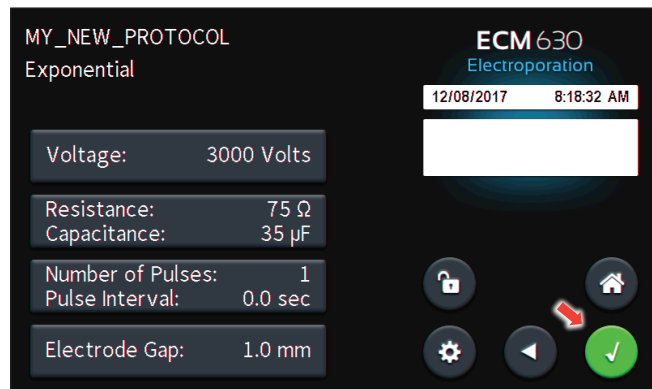 MY_NEW_PROTOCOL
Exponential
ECM 630
Electroporation
12/08/2017 8:18:32 AM
Voltage: 3000 Volts
Resistance: 75 Ω
Capacitance: 35 µF
Number of Pulses: 1
Pulse Interval: 0.0 sec
Electrode Gap: 1.0 mm